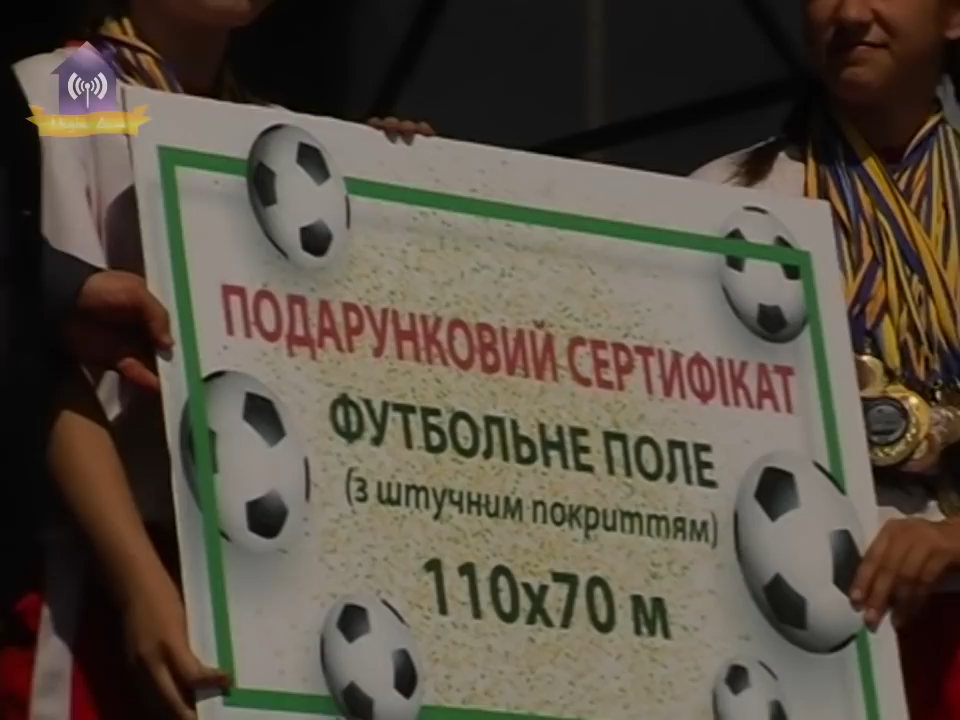 ПОДАРУНКОВИЙ СЕРТИФІКАТ
ФУТБОЛЬНЕ ПОЛЕ
(з штучним покриттям)
110х70 м